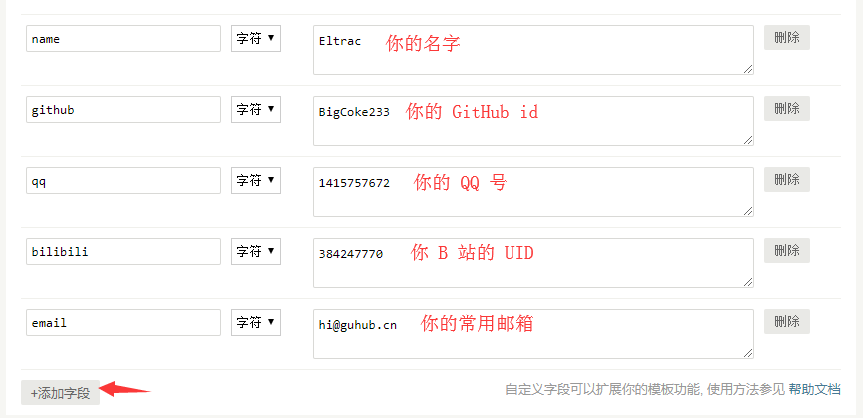 name 字符 Eltrac 你的名字 删除
github 字符 BigCoke233 你的 GitHub id 删除
qq 字符 1415757672 你的 QQ 号 删除
bilibili 字符 384247770 你 B 站的 UID 删除
email 字符 hi@guhub.cn 你的常用邮箱 删除
+添加字段 自定义字段可以扩展你的模板功能, 使用方法参见 帮助文档